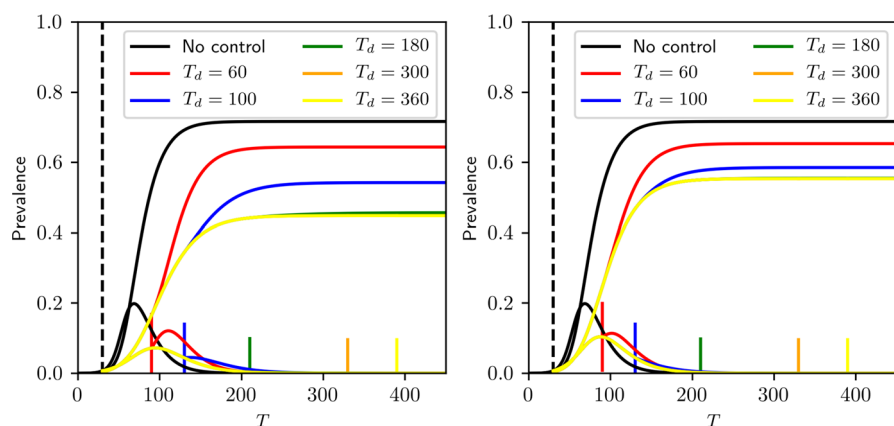 1.0
0.8
0.6
0.4
0.2
0.0
Prevalence
0 100 200 300 400
T
No control
T_d = 60
T_d = 100
T_d = 180
T_d = 300
T_d = 360
1.0
0.8
0.6
0.4
0.2
0.0
Prevalence
0 100 200 300 400
T
No control
T_d = 60
T_d = 100
T_d = 180
T_d = 300
T_d = 360